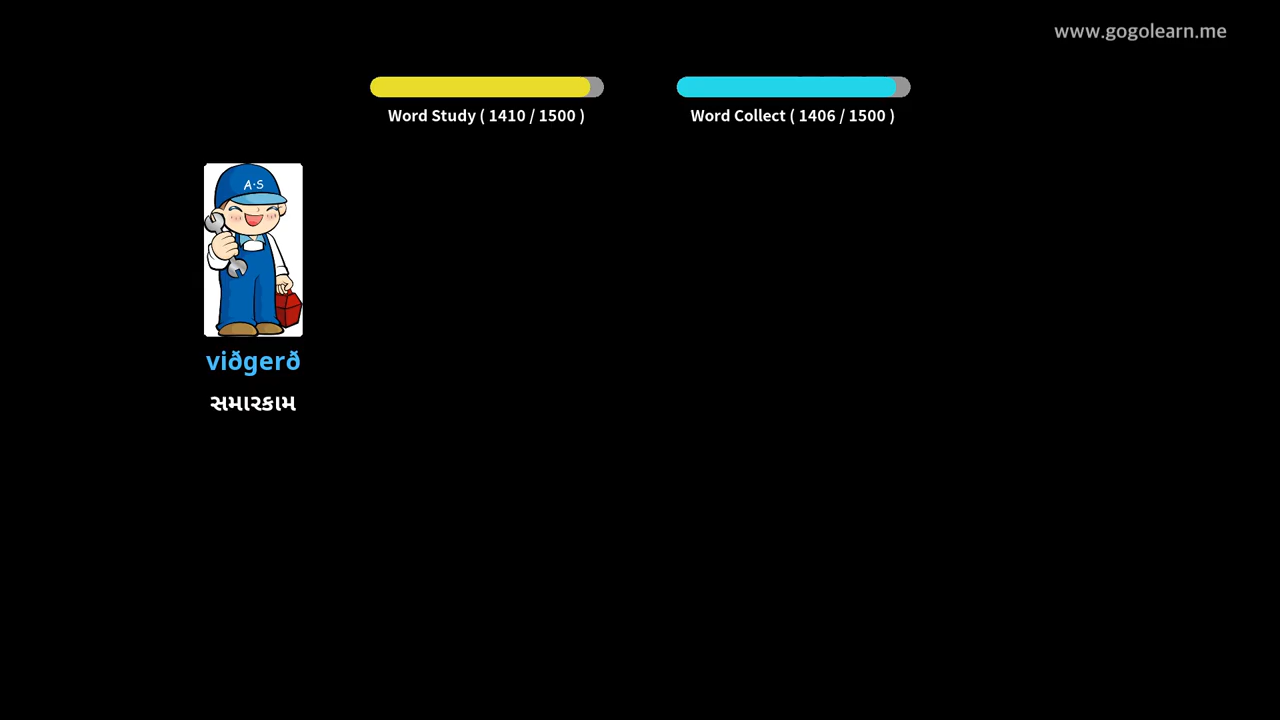 www.gogolearn.me
Word Study ( 1410 / 1500 )
Word Collect ( 1406 / 1500 )
A·S
viðgerð
સમારકામ